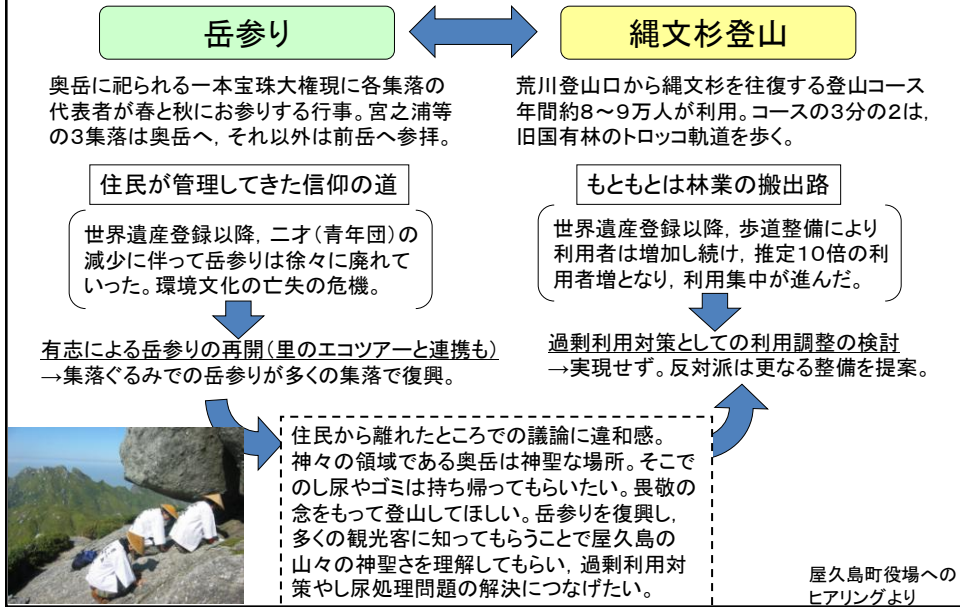 岳参り
縄文杉登山
奥岳に祀られる一本宝珠大権現に各集落の
代表者が春と秋にお参りする行事。宮之浦等
の3集落は奥岳へ，それ以外は前岳へ参拝。
荒川登山口から縄文杉を往復する登山コース
年間約8～9万人が利用。コースの3分の2は，
旧国有林のトロッコ軌道を歩く。
住民が管理してきた信仰の道
もともとは林業の搬出路
世界遺産登録以降，二才（青年団）の
減少に伴って岳参りは徐々に廃れて
いった。環境文化の亡失の危機。
世界遺産登録以降，歩道整備により
利用者は増加し続け，推定10倍の利
用者増となり，利用集中が進んだ。
有志による岳参りの再開（里のエコツアーと連携も）
→集落ぐるみでの岳参りが多くの集落で復興。
過剰利用対策としての利用調整の検討
→実現せず。反対派は更なる整備を提案。
住民から離れたところでの議論に違和感。
神々の領域である奥岳は神聖な場所。そこで
のし尿やゴミは持ち帰ってもらいたい。畏敬の
念をもって登山してほしい。岳参りを復興し，
多くの観光客に知ってもらうことで屋久島の
山々の神聖さを理解してもらい，過剰利用対
策やし尿処理問題の解決につなげたい。
屋久島町役場への
ヒアリングより